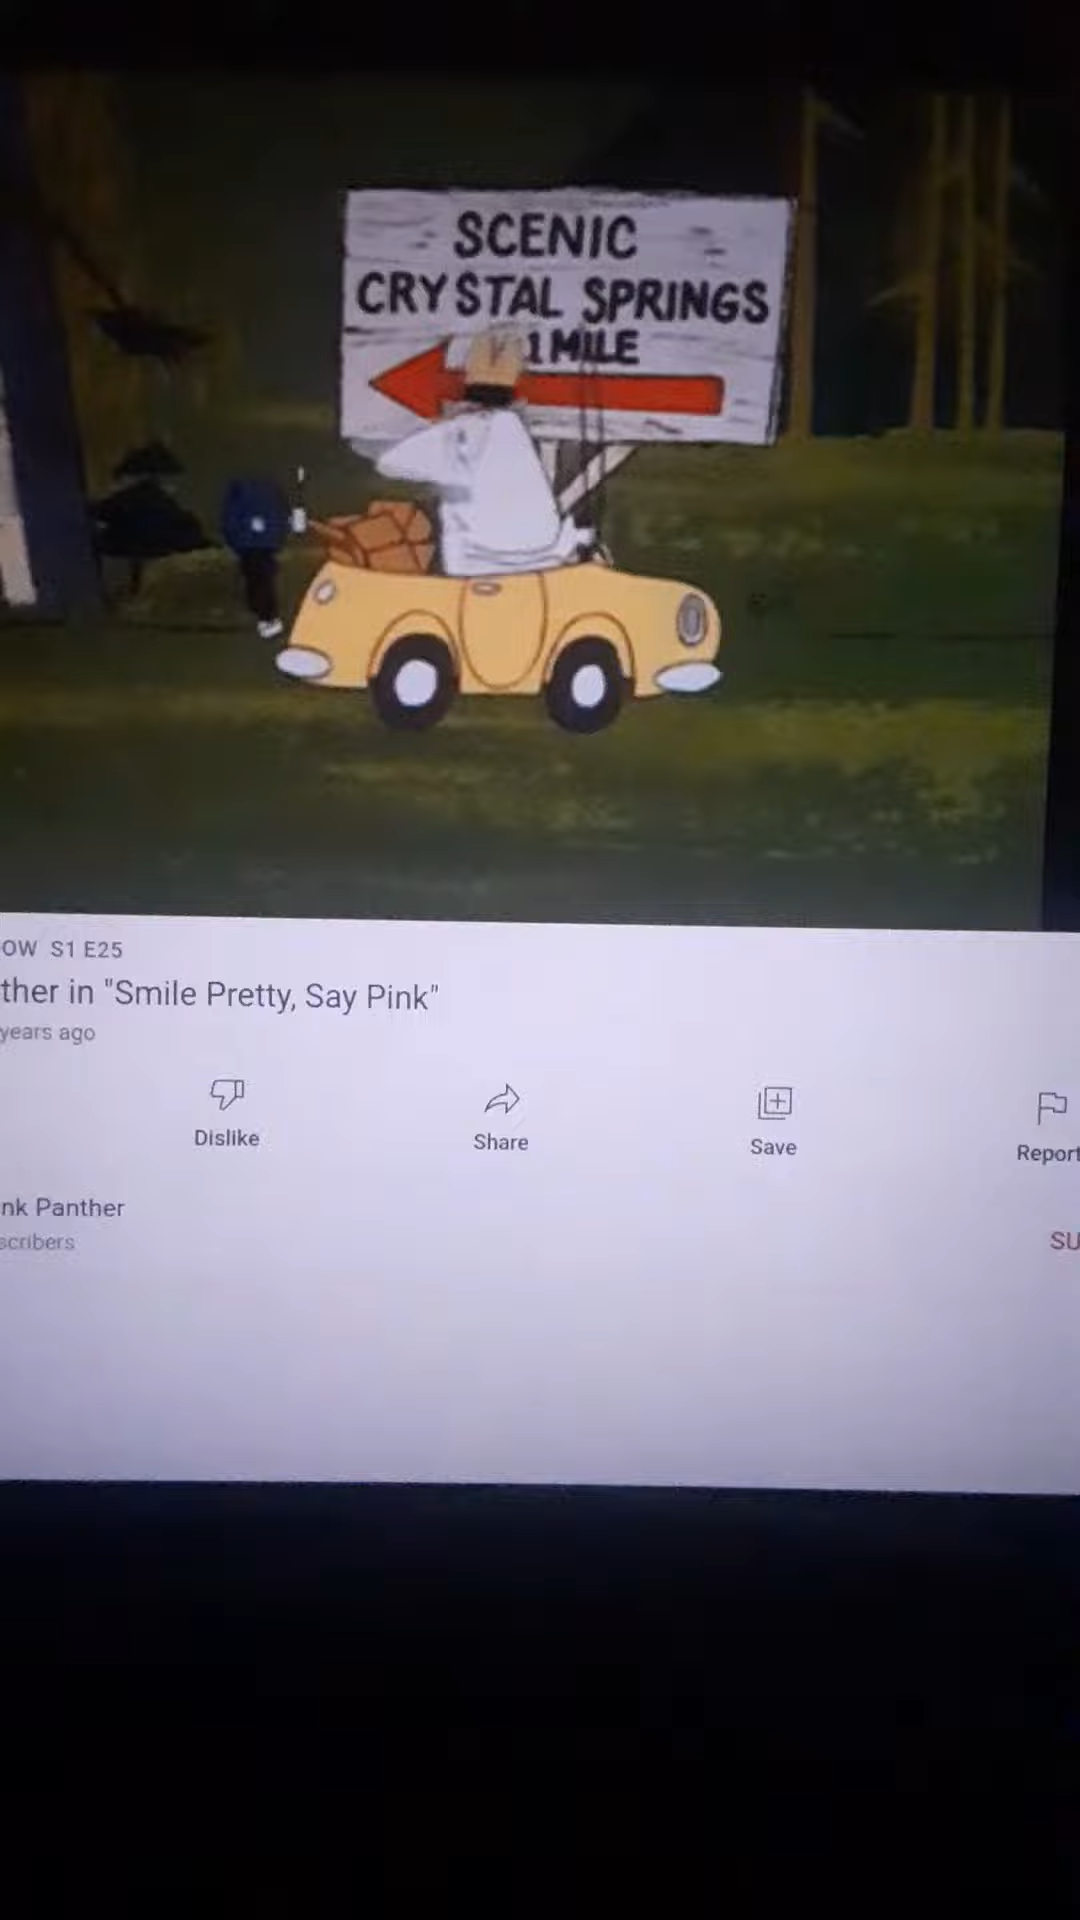 SCENIC
CRYSTAL SPRINGS
1 MILE
OW S1 E25
ther in "Smile Pretty, Say Pink"
years ago
Dislike
Share
Save
Report
nk Panther
scribers
SU